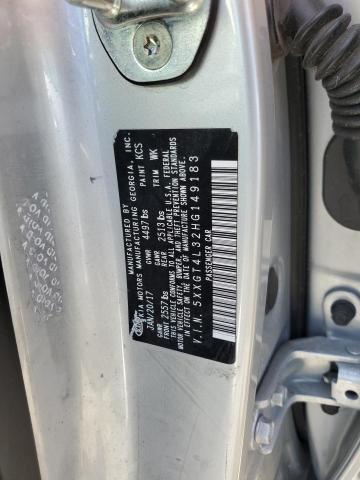 KIA
MANUFACTURED BY
KIA MOTORS MANUFACTURING GEORGIA, INC.
JAN/20/17
GVWR 4497 lbs
PAINT KCS
GAWR FRONT 2557 lbs
GAWR REAR 2513 lbs
TRIM WK
THIS VEHICLE CONFORMS TO ALL APPLICABLE U.S.A. FEDERAL
MOTOR VEHICLE SAFETY, BUMPER, AND THEFT PREVENTION STANDARDS
IN EFFECT ON THE DATE OF MANUFACTURE SHOWN ABOVE.
V.I.N. 5XXGT4L32HG149183
PASSENGER CAR